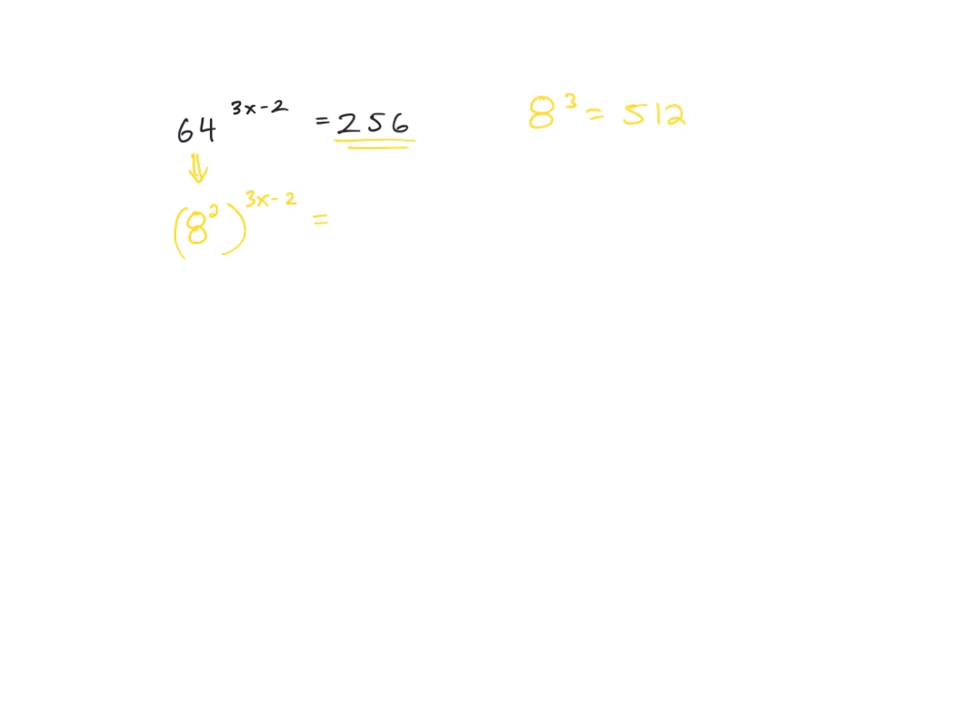 64^(3x-2) = 256
8^3 = 512
(8^2)^(3x-2) =